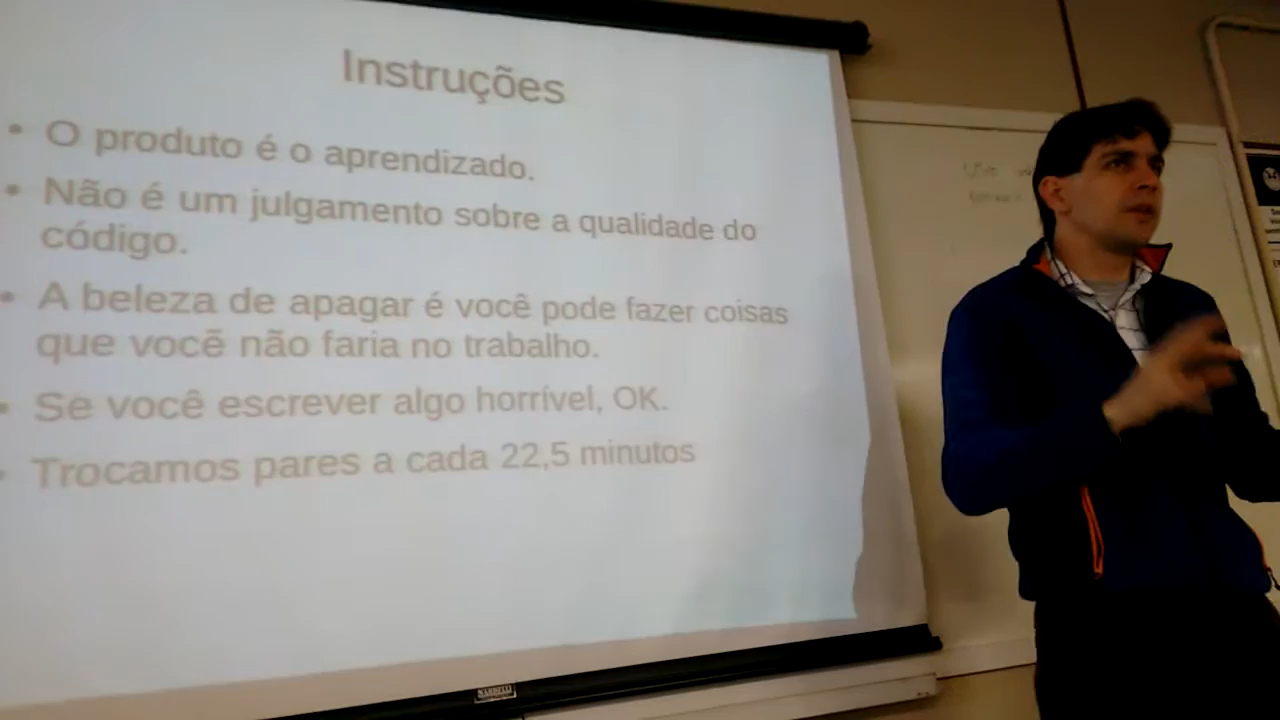 Instruções
• O produto é o aprendizado.
• Não é um julgamento sobre a qualidade do
código.
• A beleza de apagar é você pode fazer coisas
que você não faria no trabalho.
• Se você escrever algo horrível, OK.
• Trocamos pares a cada 22,5 minutos
NARDELLI